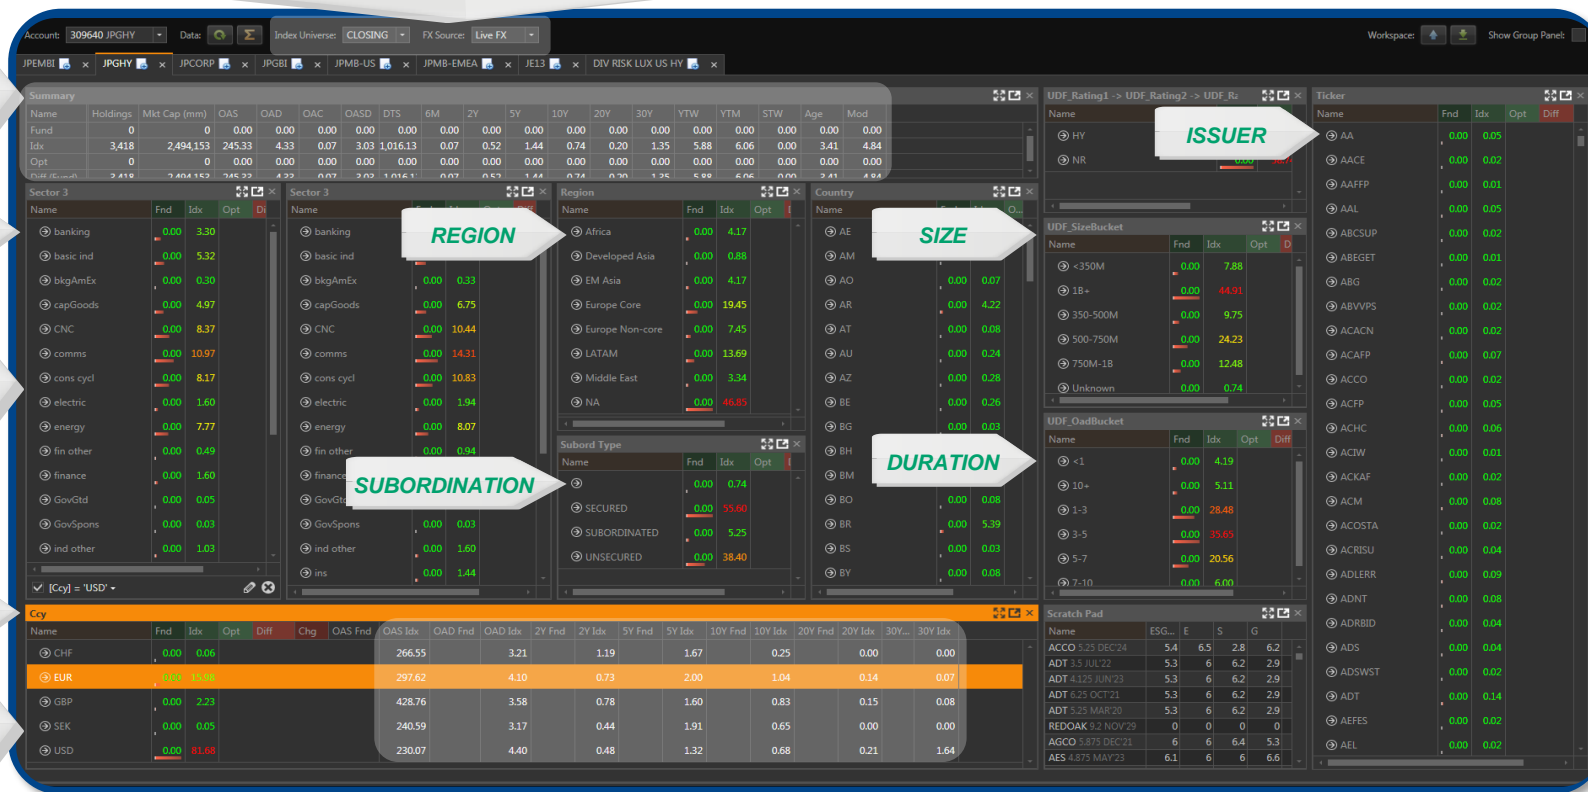 Account: 309640 JPGHY Data: Index Universe: CLOSING FX Source: Live FX Workspace: Show Group Panel:
JPEMBI JPGHY JPCORP JPGBI JPMB-US JPMB-EMEA JE13 DIV RISK LUX US HY
Summary
Name Holdings Mkt Cap (mm) OAS OAD OAC OASD DTS 6M 2Y 5Y 10Y 20Y 30Y YTW YTM STW Age Mod
Fund 0 0 0.00 0.00 0.00 0.00 0.00 0.00 0.00 0.00 0.00 0.00 0.00 0.00 0.00 0.00 0.00 0.00
Idx 3,418 2,494,153 245.33 4.33 0.07 3.03 1,016.13 0.07 0.52 1.44 0.74 0.20 1.35 5.88 6.06 0.00 3.41 4.84
Opt 0 0 0.00 0.00 0.00 0.00 0.00 0.00 0.00 0.00 0.00 0.00 0.00 0.00 0.00 0.00 0.00 0.00
Diff (Fund) 3,418 2,494,153 245.33 4.33 0.07 3.03 1,016.1 0.07 0.52 1.44 0.74 0.20 1.35 5.88 6.06 0.00 3.41 4.84
UDF_Rating1 -> UDF_Rating2 -> UDF_Ra
Name
HY
NR 0.00
ISSUER
Sector 3
Name Fnd Idx Opt Di
banking 0.00 3.30
basic ind 0.00 5.32
bkgAmEx 0.00 0.30
capGoods 0.00 4.97
CNC 0.00 8.37
comms 0.00 10.97
cons cycl 0.00 8.17
electric 0.00 1.60
energy 0.00 7.77
fin other 0.00 0.49
finance 0.00 1.60
GovGtd 0.00 0.05
GovSpons 0.00 0.03
ind other 0.00 1.03
[Ccy] = 'USD'
Sector 3
Name
banking
basic ind
bkgAmEx 0.00 0.33
capGoods 0.00 6.75
CNC 0.00 10.44
comms 0.00 14.31
cons cycl 0.00 10.83
electric 0.00 1.94
energy 0.00 8.07
fin other 0.00 0.94
finance
GovGtd
GovSpons 0.00 0.03
ind other 0.00 1.60
ins 0.00 1.44
REGION
Region
Name Fnd Idx Opt
Africa 0.00 4.17
Developed Asia 0.00 0.88
EM Asia 0.00 4.17
Europe Core 0.00 19.45
Europe Non-core 0.00 7.45
LATAM 0.00 13.69
Middle East 0.00 3.34
NA 0.00 46.85
SUBORDINATION
Subord Type
Name Fnd Idx Opt
0.00 0.74
SECURED 0.00 55.60
SUBORDINATED 0.00 5.25
UNSECURED 0.00 38.40
Country
Name
AE
AM
AO 0.00 0.07
AR 0.00 4.22
AT 0.00 0.08
AU 0.00 0.24
AZ 0.00 0.28
BE 0.00 0.26
BG 0.00 0.03
BH
BM
BO 0.00 0.08
BR 0.00 5.39
BS 0.00 0.03
BY 0.00 0.08
SIZE
UDF_SizeBucket
Name Fnd Idx Opt D
<350M 0.00 7.88
1B+ 0.00 44.91
350-500M 0.00 9.75
500-750M 0.00 24.23
750M-1B 0.00 12.48
Unknown 0.00 0.74
DURATION
UDF_OadBucket
Name Fnd Idx Opt Diff
<1 0.00 4.19
10+ 0.00 5.11
1-3 0.00 28.48
3-5 0.00 35.65
5-7 0.00 20.56
7-10 0.00 6.00
Ticker
Name Fnd Idx Opt Diff
AA 0.00 0.05
AACE 0.00 0.02
AAFFP 0.00 0.01
AAL 0.00 0.05
ABCSUP 0.00 0.02
ABEGET 0.00 0.01
ABG 0.00 0.02
ABVVPS 0.00 0.02
ACACN 0.00 0.02
ACAFP 0.00 0.07
ACCO 0.00 0.02
ACFP 0.00 0.05
ACHC 0.00 0.06
ACIW 0.00 0.01
ACKAF 0.00 0.02
ACM 0.00 0.08
ACOSTA 0.00 0.02
ACRISU 0.00 0.04
ADLERR 0.00 0.09
ADNT 0.00 0.08
ADRBID 0.00 0.04
ADS 0.00 0.04
ADSWST 0.00 0.02
ADT 0.00 0.14
AEFES 0.00 0.02
AEL 0.00 0.02
Ccy
Name Fnd Idx Opt Diff Chg OAS Fnd OAS Idx OAD Fnd OAD Idx 2Y Fnd 2Y Idx 5Y Fnd 5Y Idx 10Y Fnd 10Y Idx 20Y Fnd 20Y Idx 30Y... 30Y Idx
CHF 0.00 0.06 266.55 3.21 1.19 1.67 0.25 0.00 0.00
EUR 0.00 15.98 297.62 4.10 0.73 2.00 1.04 0.14 0.07
GBP 0.00 2.23 428.76 3.58 0.78 1.60 0.83 0.15 0.08
SEK 0.00 0.05 240.59 3.17 0.44 1.91 0.65 0.00 0.00
USD 0.00 81.68 230.07 4.40 0.48 1.32 0.68 0.21 1.64
Scratch Pad
Name ESG... E S G
ACCO 5.25 DEC'24 5.4 6.5 2.8 6.2
ADT 3.5 JUL'22 5.3 6 6.2 2.9
ADT 4.125 JUN'23 5.3 6 6.2 2.9
ADT 6.25 OCT'21 5.3 6 6.2 2.9
ADT 5.25 MAR'20 5.3 6 6.2 2.9
REDOAK 9.2 NOV'29 0 0 0 0
AGCO 5.875 DEC'21 6 6 6.4 5.3
AES 4.875 MAY'23 6.1 6 6 6.6